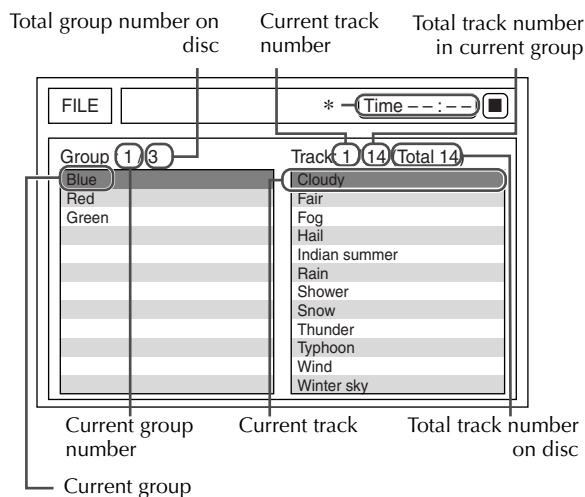 Total group number on
disc
Current track
number
Total track number
in current group
FILE
* Time – – : – –
Group 1 / 3
Track 1 / 14 (Total 14)
Blue
Red
Green
Cloudy
Fair
Fog
Hail
Indian summer
Rain
Shower
Snow
Thunder
Typhoon
Wind
Winter sky
Current group
number
Current track
Total track number
on disc
Current group